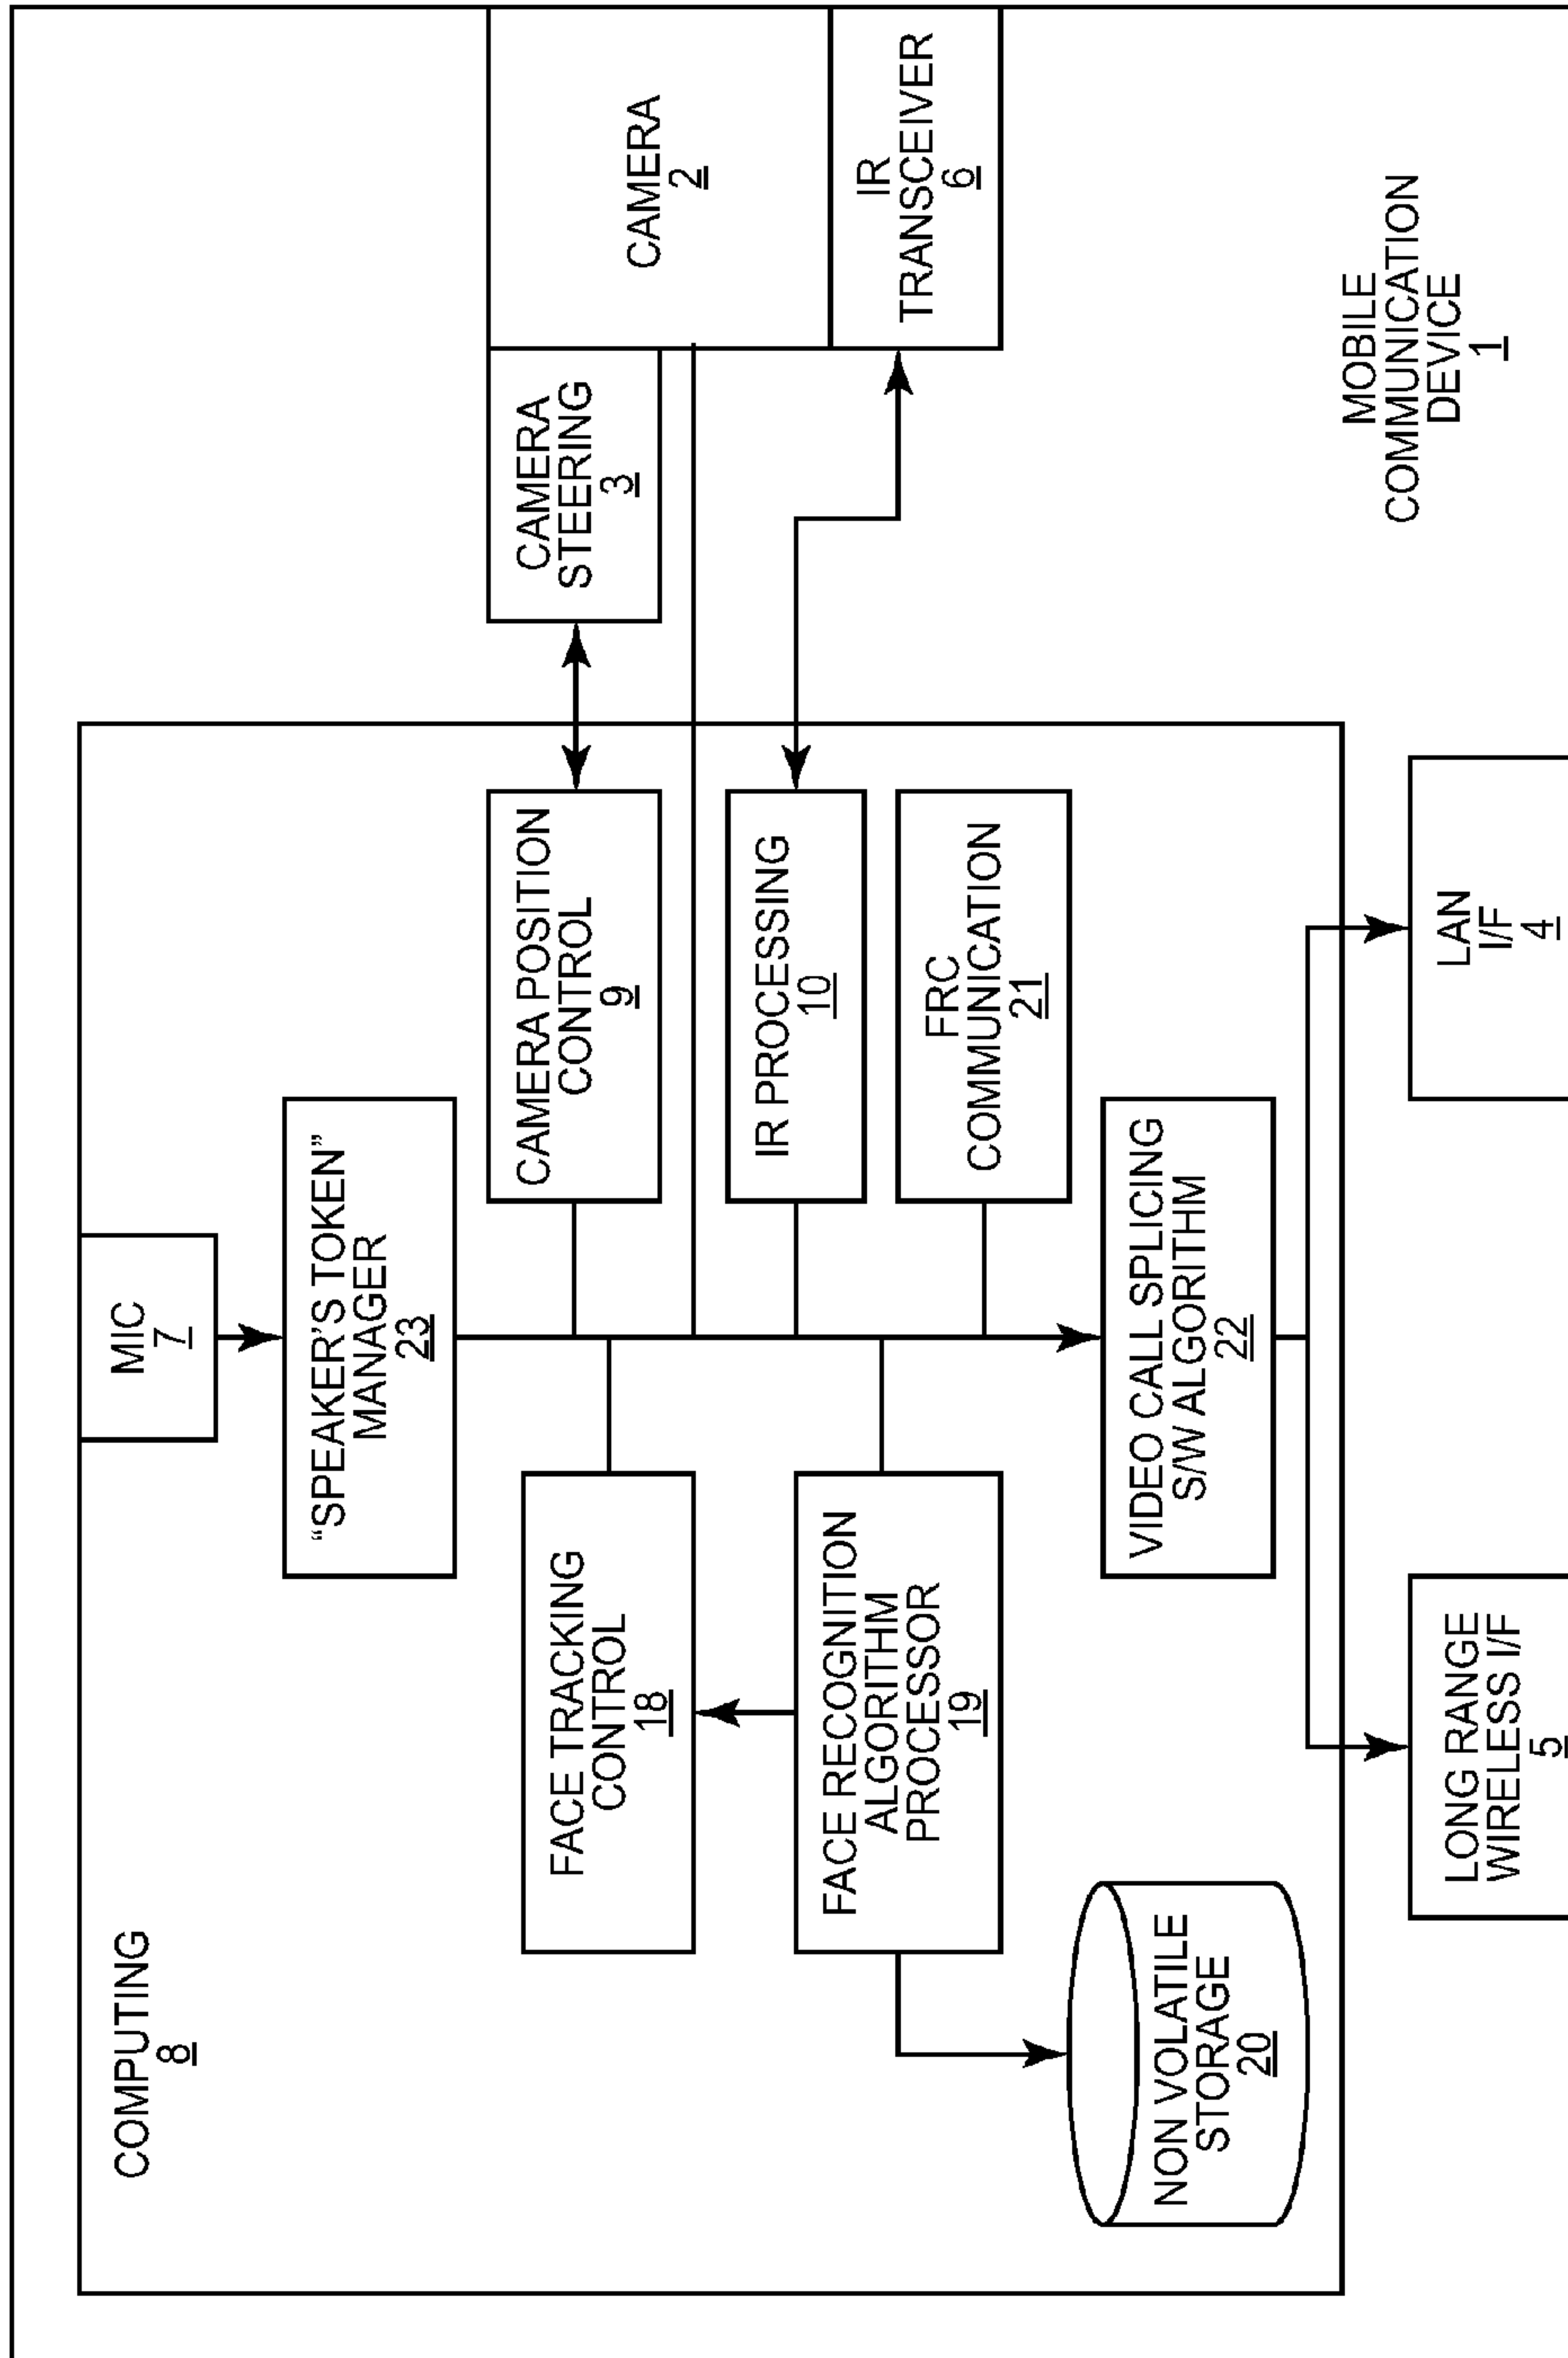 COMPUTING
8
MIC
7
"SPEAKER'S TOKEN"
MANAGER
23
FACE TRACKING
CONTROL
18
CAMERA POSITION
CONTROL
9
CAMERA
STEERING
3
CAMERA
2
FACE RECOGNITION
ALGORITHM
PROCESSOR
19
IR PROCESSING
10
IR
TRANSCEIVER
6
FRC
COMMUNICATION
21
NON VOLATILE
STORAGE
20
VIDEO CALL SPLICING
S/W ALGORITHM
22
LONG RANGE
WIRELESS I/F
5
LAN
I/F
4
MOBILE
COMMUNICATION
DEVICE
1